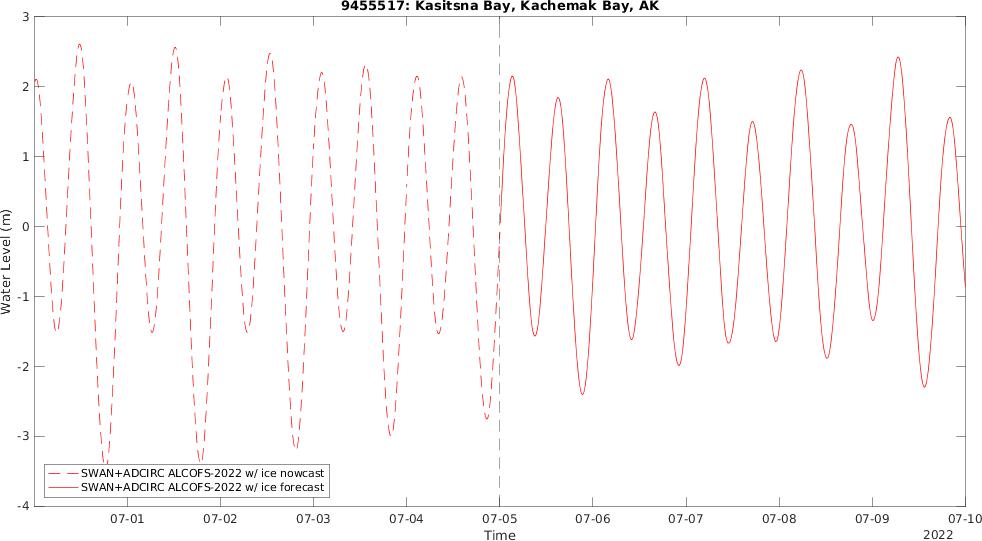 9455517: Kasitsna Bay, Kachemak Bay, AK
3
2
1
0
-1
-2
-3
-4
Water Level (m)
SWAN+ADCIRC ALCOFS-2022 w/ ice nowcast
SWAN+ADCIRC ALCOFS-2022 w/ ice forecast
07-01 07-02 07-03 07-04 07-05 07-06 07-07 07-08 07-09 07-10
Time
2022